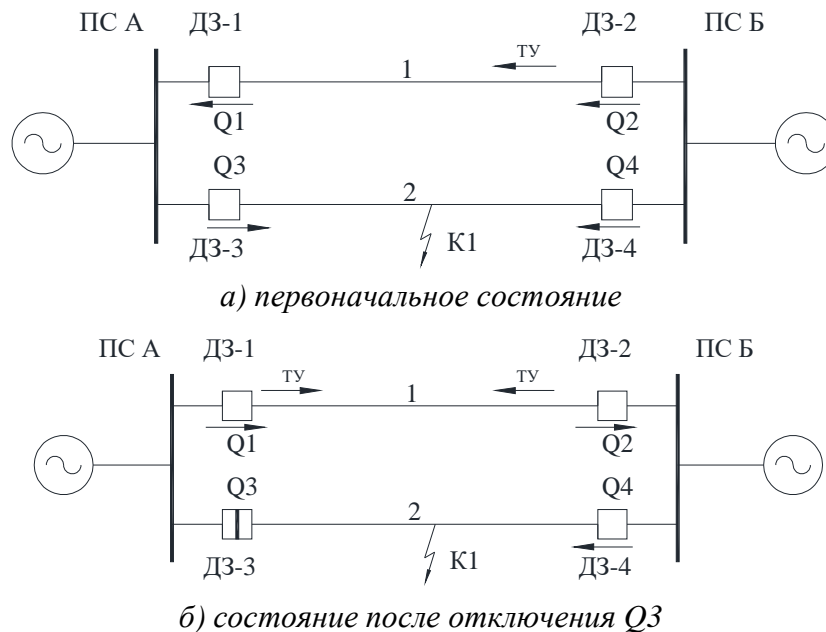 ПС А ДЗ-1 ДЗ-2 ПС Б
1 ТУ
Q1 Q2
Q3 Q4
2
ДЗ-3 К1 ДЗ-4
а) первоначальное состояние
ПС А ДЗ-1 ДЗ-2 ПС Б
ТУ 1 ТУ
Q1 Q2
Q3 Q4
2
ДЗ-3 К1 ДЗ-4
б) состояние после отключения Q3